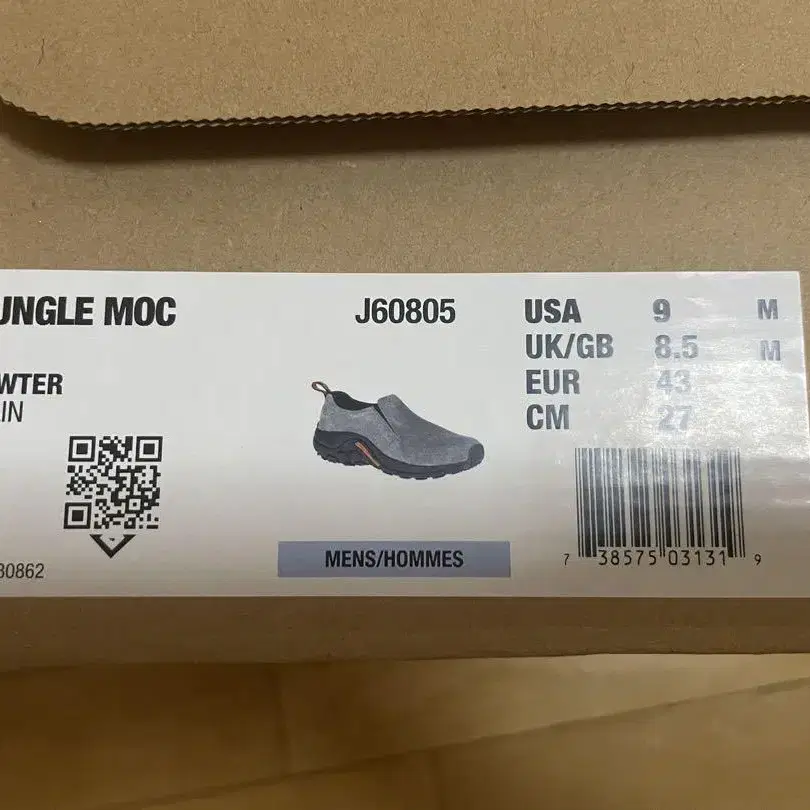 UNGLE MOC
J60805
WTER
IN
30862
MENS/HOMMES
USA 9 M
UK/GB 8.5 M
EUR 43
CM 27
7 38575 03131 9